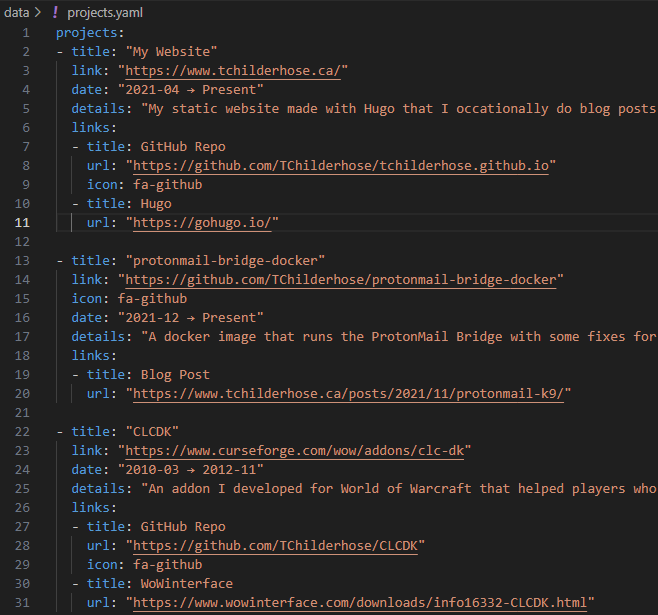 data > ! projects.yaml
1 projects:
2 - title: "My Website"
3 link: "https://www.tchilderhose.ca/"
4 date: "2021-04 → Present"
5 details: "My static website made with Hugo that I occationally do blog posts
6 links:
7 - title: GitHub Repo
8 url: "https://github.com/TChilderhose/tchilderhose.github.io"
9 icon: fa-github
10 - title: Hugo
11 url: "https://gohugo.io/"
12
13 - title: "protonmail-bridge-docker"
14 link: "https://github.com/TChilderhose/protonmail-bridge-docker"
15 icon: fa-github
16 date: "2021-12 → Present"
17 details: "A docker image that runs the ProtonMail Bridge with some fixes for
18 links:
19 - title: Blog Post
20 url: "https://www.tchilderhose.ca/posts/2021/11/protonmail-k9/"
21
22 - title: "CLCDK"
23 link: "https://www.curseforge.com/wow/addons/clc-dk"
24 date: "2010-03 → 2012-11"
25 details: "An addon I developed for World of Warcraft that helped players who
26 links:
27 - title: GitHub Repo
28 url: "https://github.com/TChilderhose/CLCDK"
29 icon: fa-github
30 - title: WoWinterface
31 url: "https://www.wowinterface.com/downloads/info16332-CLCDK.html"